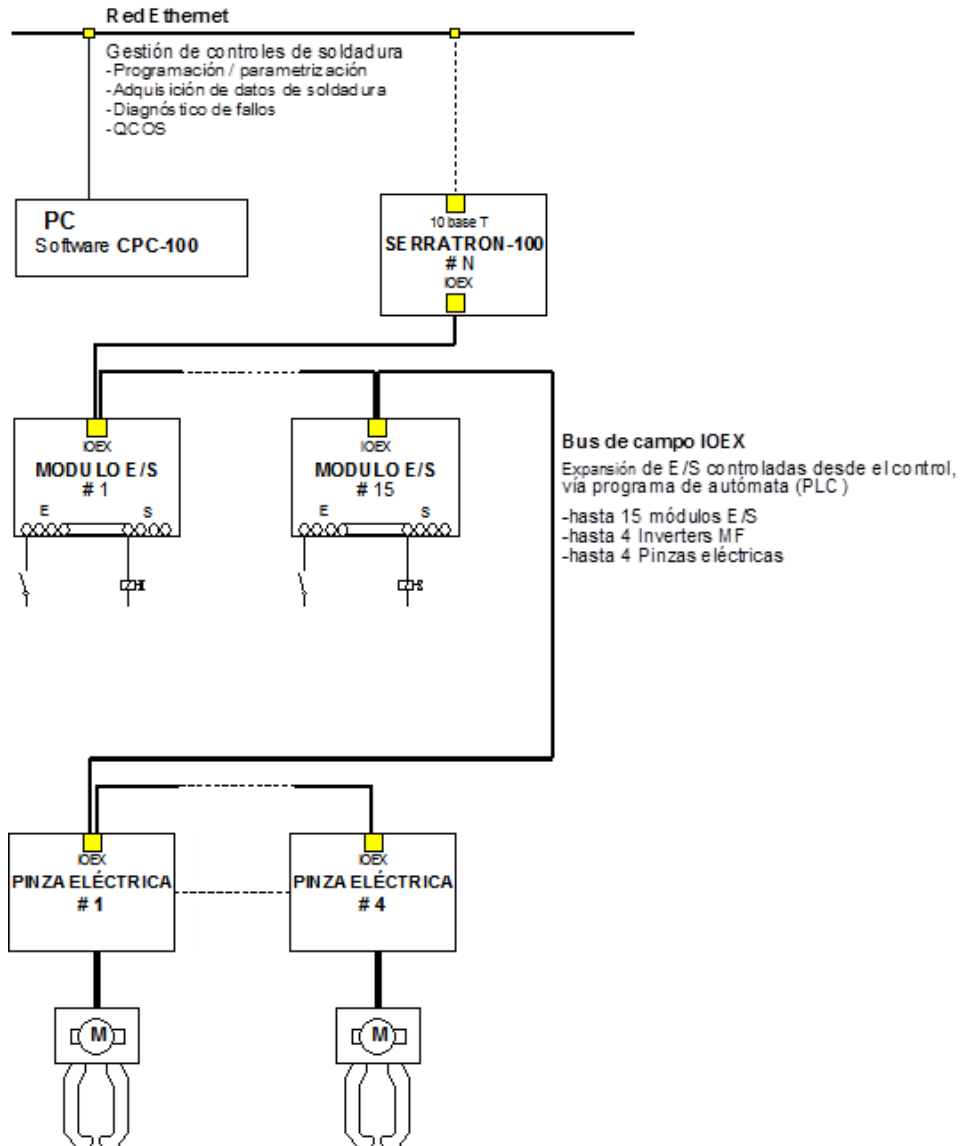 Red Ethernet
Gestión de controles de soldadura
-Programación / parametrización
-Adquisición de datos de soldadura
-Diagnóstico de fallos
-QCOS
PC
Software CPC-100
10 base T
SERRATRON-100
# N
IOEX
IOEX
MODULO E/S
# 1
E S
IOEX
MODULO E/S
# 15
E S
Bus de campo IOEX
Expansión de E/S controladas desde el control,
vía programa de autómata (PLC)
-hasta 15 módulos E/S
-hasta 4 Inverters MF
-hasta 4 Pinzas eléctricas
IOEX
PINZA ELÉCTRICA
# 1
IOEX
PINZA ELÉCTRICA
# 4
M
M